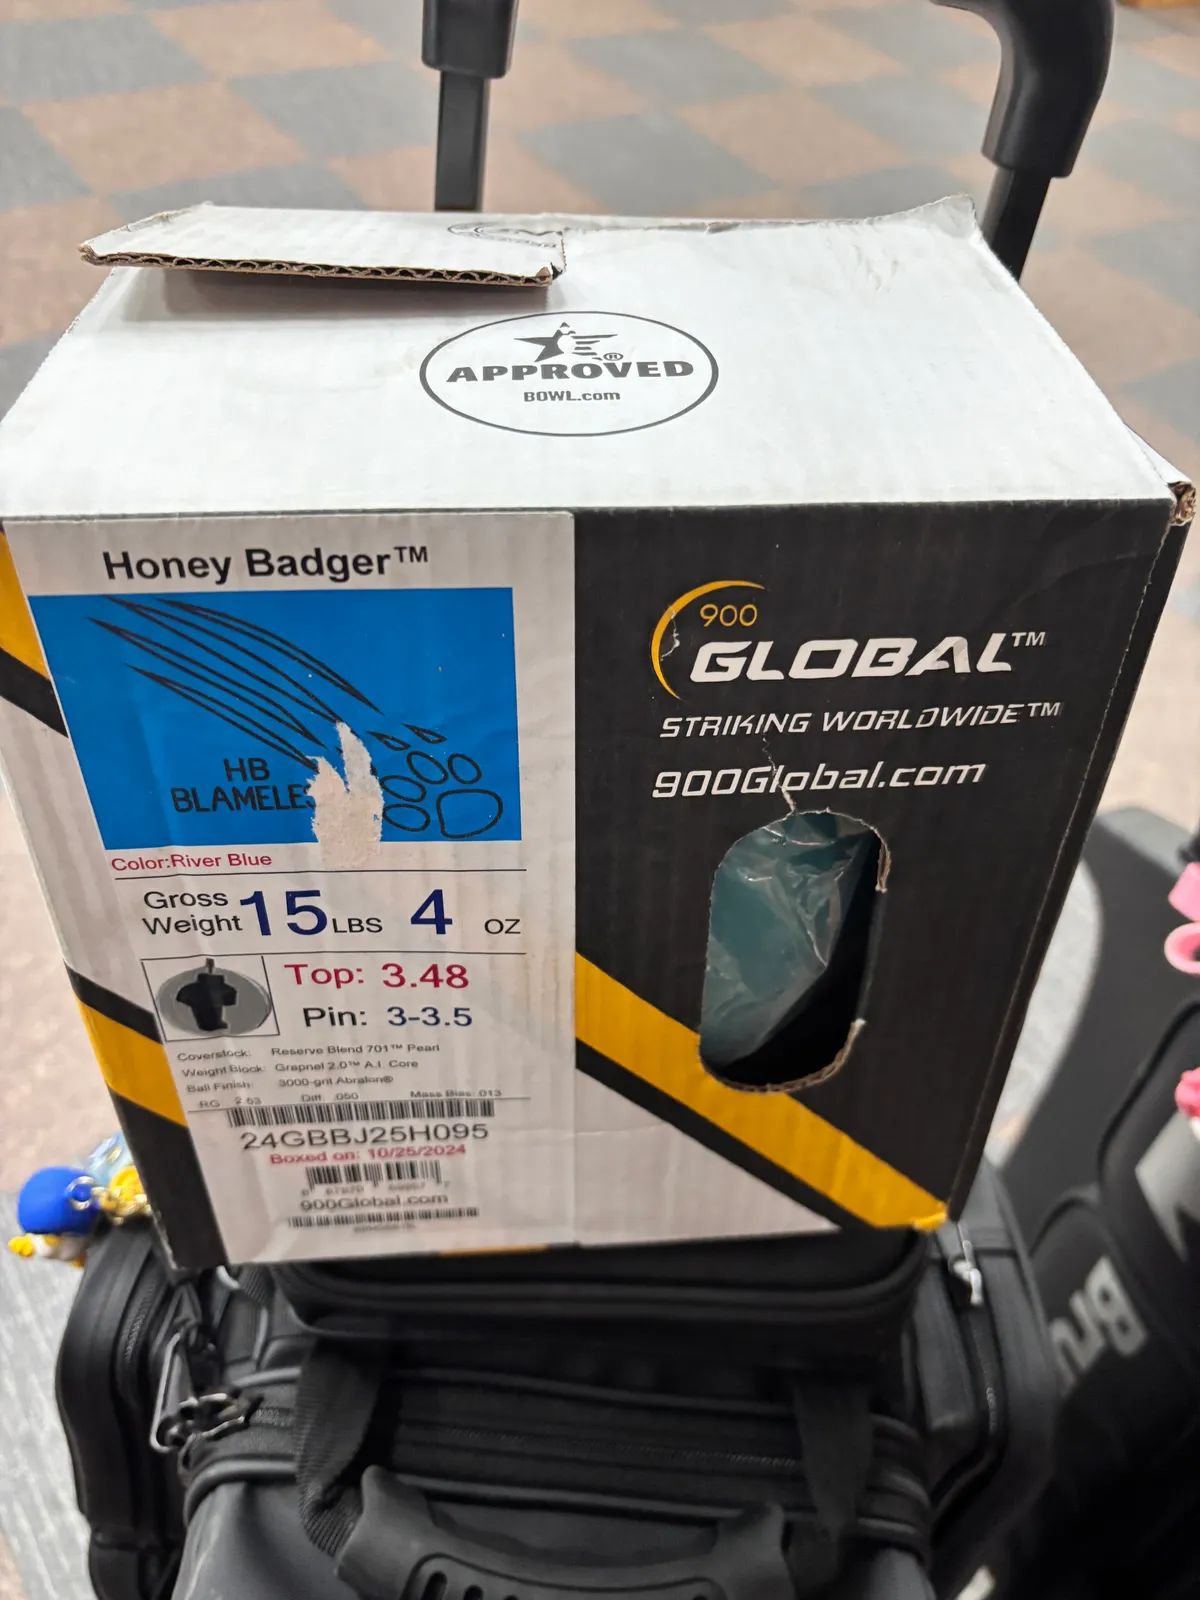 APPROVED®
BOWL.com
Honey Badger™
HB
BLAMELES
Color:River Blue
Gross
Weight 15 LBS 4 OZ
Top: 3.48
Pin: 3-3.5
Coverstock: Reserve Blend 701™ Pearl
Weight Block: Grapnel 2.0™ A.I. Core
Ball Finish: 3000-grit Abralon®
RG 2.53 Diff .050 Mass Bias .013
24GBBJ25H095
Boxed on: 10/25/2024
900Global.com
900
GLOBAL™
STRIKING WORLDWIDE™
900Global.com
Bru